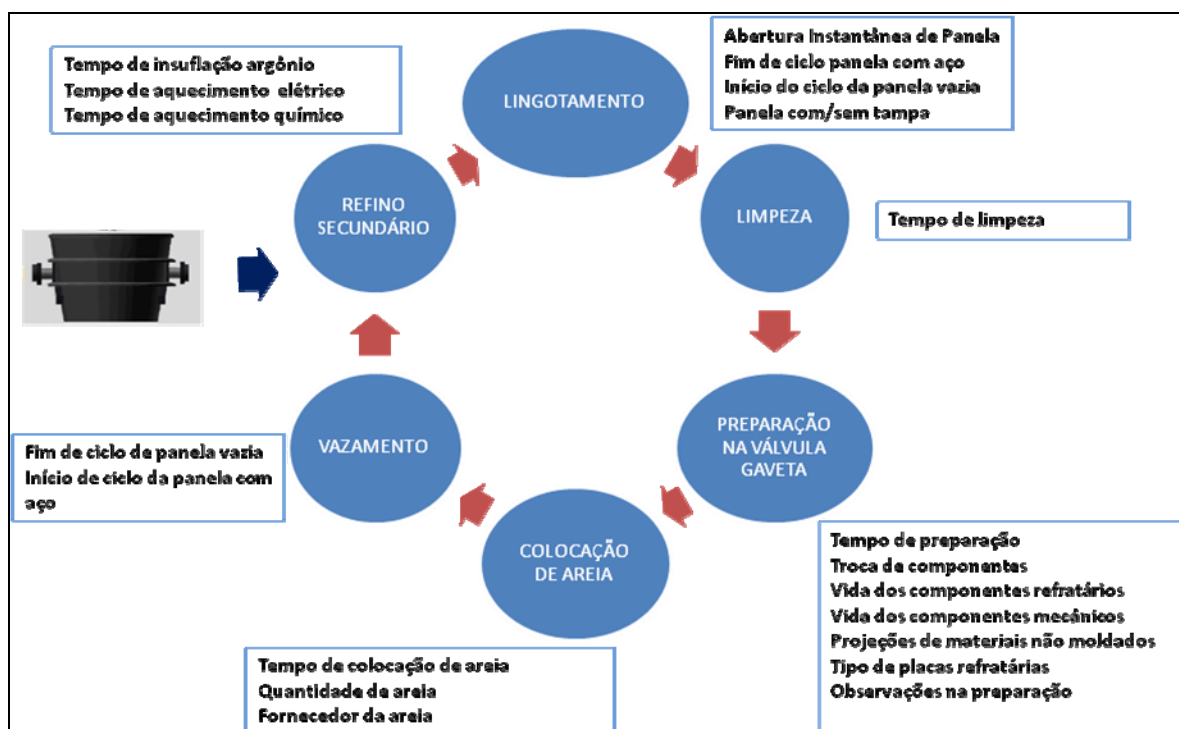 Tempo de insuflação argônio
Tempo de aquecimento elétrico
Tempo de aquecimento químico
LINGOTAMENTO
Abertura Instantânea de Panela
Fim de ciclo panela com aço
Início do ciclo da panela vazia
Panela com/sem tampa
REFINO
SECUNDÁRIO
LIMPEZA
Tempo de limpeza
VAZAMENTO
Fim de ciclo de panela vazia
Início de ciclo da panela com
aço
PREPARAÇÃO
NA VÁLVULA
GAVETA
COLOCAÇÃO
DE AREIA
Tempo de preparação
Troca de componentes
Vida dos componentes refratários
Vida dos componentes mecânicos
Projeções de materiais não moldados
Tipo de placas refratárias
Observações na preparação
Tempo de colocação de areia
Quantidade de areia
Fornecedor da areia